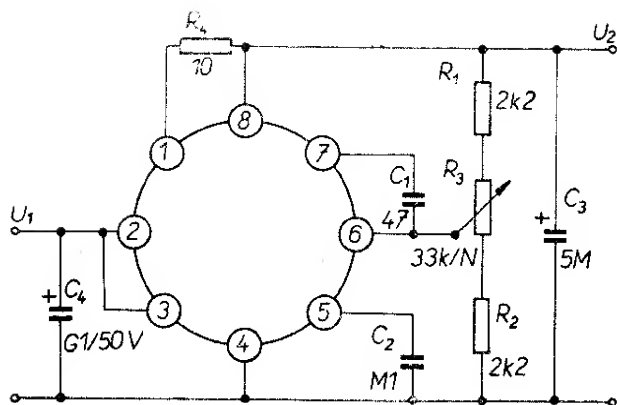 R₄
10
U₂
R₁
2k2
8
1
7
R₃
C₁
47
C₃
+
5M
U₁
2
6
33k/N
+
C₄
G1/50V
3
5
R₂
4
C₂
M1
2k2